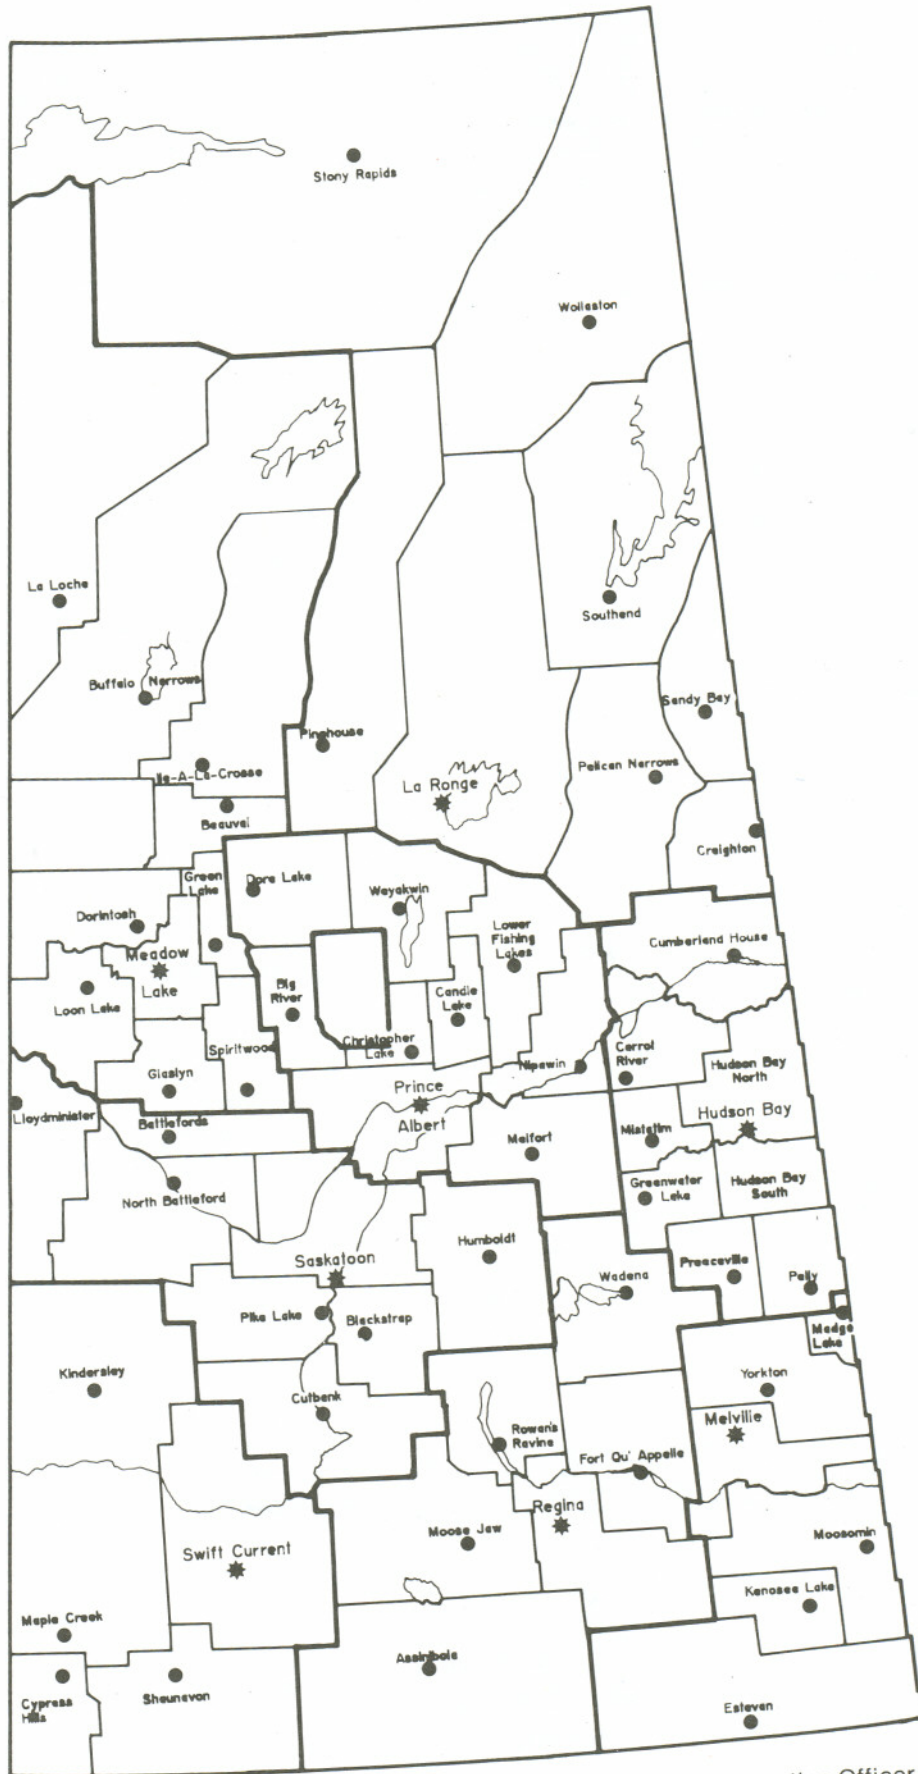 Stony Rapids
Wollaston
La Loche
Southend
Buffalo Narrows
Sandy Bay
Pinehouse
Ile-A-La-Crosse
La Ronge
Pelican Narrows
Beauval
Creighton
Green
Lake
Dore Lake
Wayakwin
Dorintosh
Lower
Fishing
Lakes
Cumberland House
Meadow
Lake
Big
River
Candle
Lake
Loon Lake
Spiritwood
Christopher
Lake
Carrot
River
Glaslyn
Nipawin
Hudson Bay
North
Prince
Albert
Lloydminister
Battlefords
Mistatim
Hudson Bay
Melfort
North Battleford
Greenwater
Lake
Hudson Bay
South
Humboldt
Saskatoon
Wadena
Preeceville
Pelly
Pike Lake
Blackstrap
Madge
Lake
Kindersley
Cutbank
Yorkton
Melville
Rowan's
Ravine
Fort Qu' Appelle
Regina
Moose Jaw
Moosomin
Swift Current
Kenosee Lake
Maple Creek
Assiniboia
Cypress
Hills
Shaunavon
Estevan
Officer